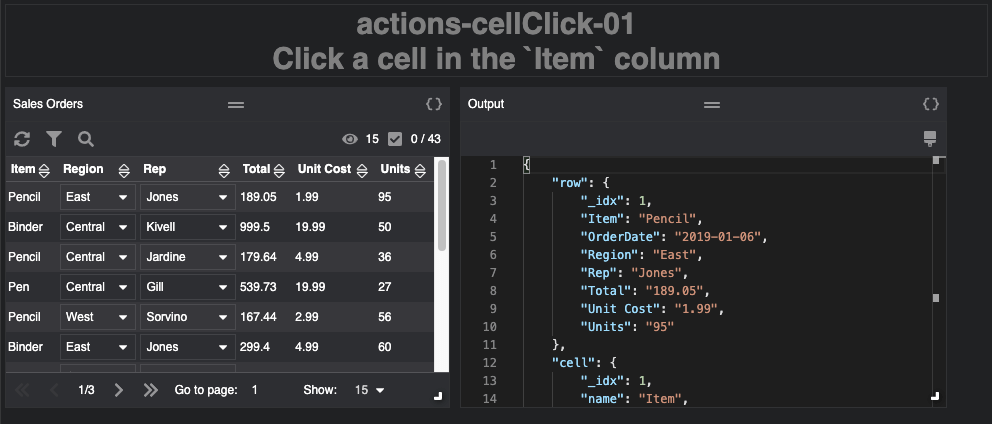 actions-cellClick-01
Click a cell in the `Item` column
Sales Orders
15 0 / 43
Item Region Rep Total Unit Cost Units
Pencil East Jones 189.05 1.99 95
Binder Central Kivell 999.5 19.99 50
Pencil Central Jardine 179.64 4.99 36
Pen Central Gill 539.73 19.99 27
Pencil West Sorvino 167.44 2.99 56
Binder East Jones 299.4 4.99 60
1/3 Go to page: 1 Show: 15
Output
1 {
2 "row": {
3 "_idx": 1,
4 "Item": "Pencil",
5 "OrderDate": "2019-01-06",
6 "Region": "East",
7 "Rep": "Jones",
8 "Total": "189.05",
9 "Unit Cost": "1.99",
10 "Units": "95"
11 },
12 "cell": {
13 "_idx": 1,
14 "name": "Item",